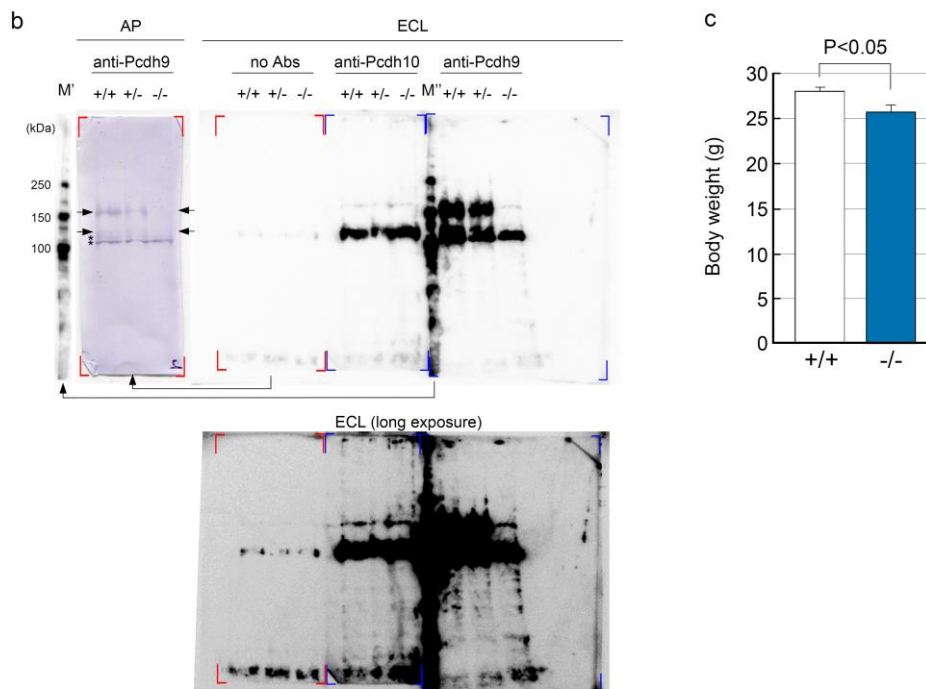 b
AP
ECL
anti-Pcdh9
no Abs
anti-Pcdh10
anti-Pcdh9
M' +/+ +/- -/-
+/+ +/- -/-
+/+ +/- -/-
M'' +/+ +/- -/-
(kDa)
250
150
*
*
100
ECL (long exposure)
c
P<0.05
Body weight (g)
30
25
20
15
10
5
0
+/+
-/-